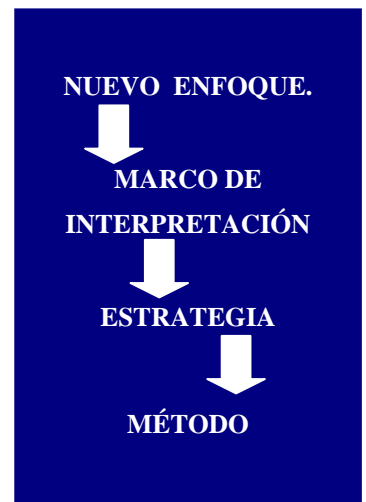 NUEVO ENFOQUE.
MARCO DE
INTERPRETACIÓN
ESTRATEGIA
MÉTODO